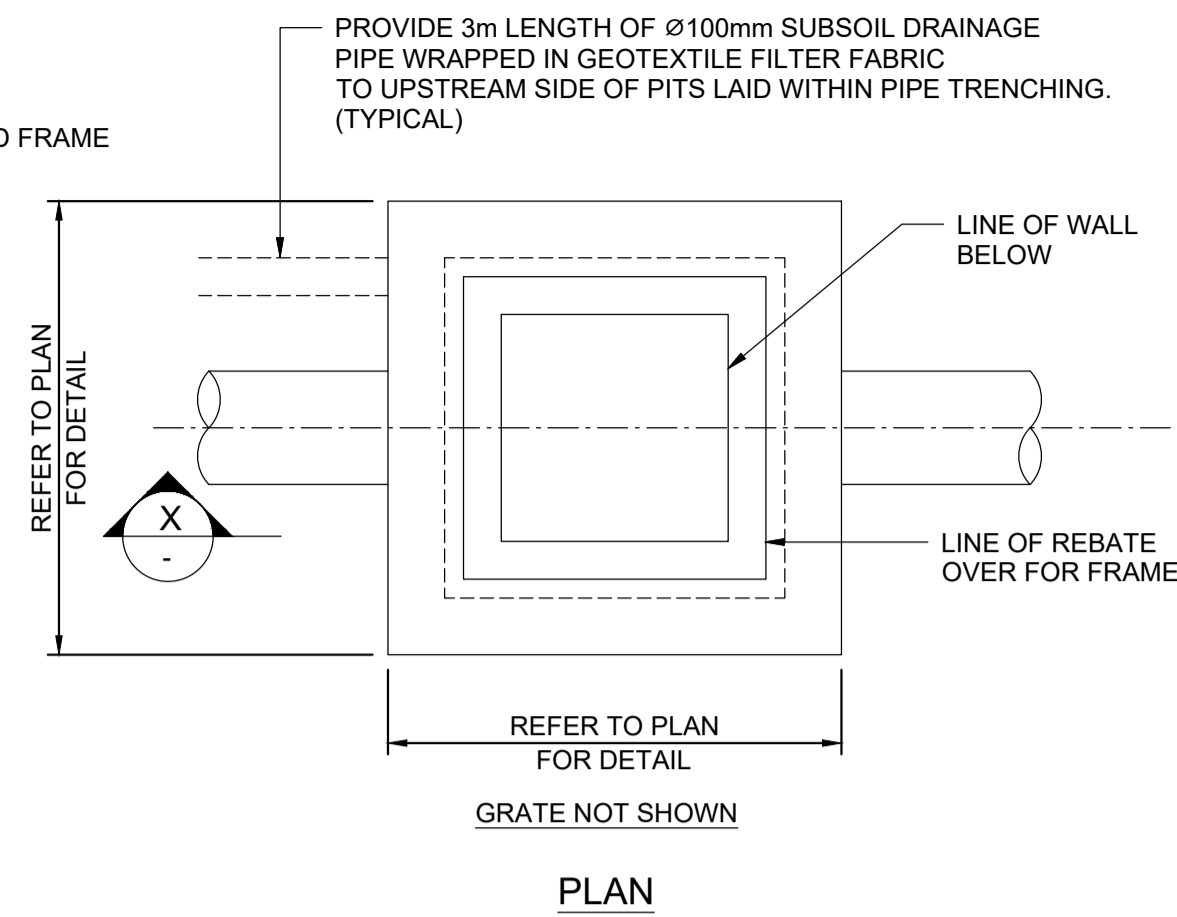 PROVIDE 3m LENGTH OF Ø100mm SUBSOIL DRAINAGE
PIPE WRAPPED IN GEOTEXTILE FILTER FABRIC
TO UPSTREAM SIDE OF PITS LAID WITHIN PIPE TRENCHING.
(TYPICAL)
FRAME
LINE OF WALL
BELOW
REFER TO PLAN
FOR DETAIL
X
-
LINE OF REBATE
OVER FOR FRAME
REFER TO PLAN
FOR DETAIL
GRATE NOT SHOWN
PLAN